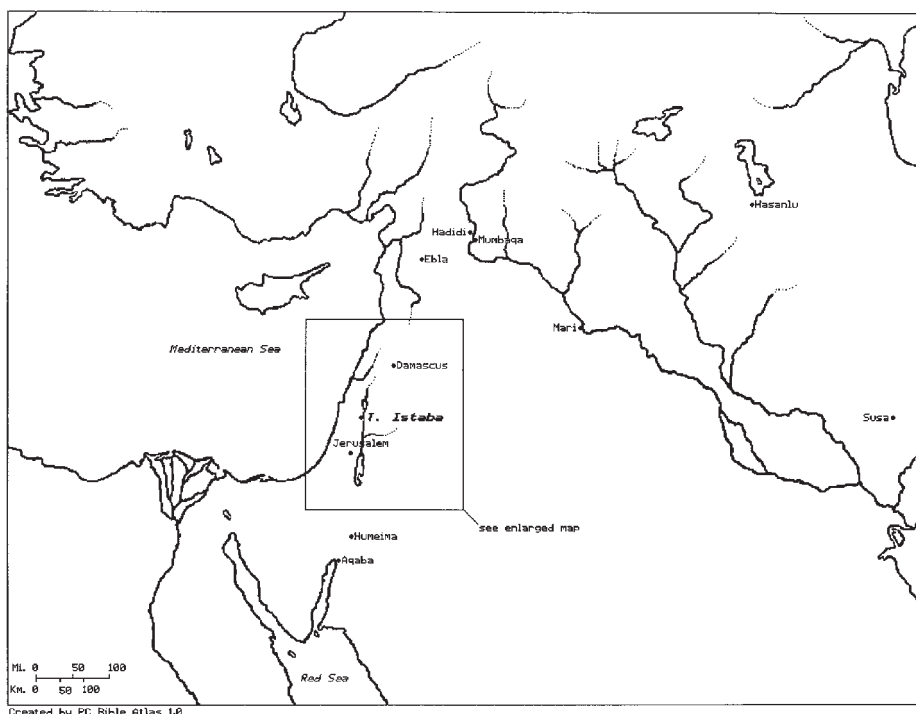 Hasanlu
Hadidi
Mumbaqa
Ebla
Mari
Mediterranean Sea
Damascus
T. Istaba
Susa
Jerusalem
see enlarged map
Humeima
Aqaba
Mi. 0 50 100
Km. 0 50 100
Red Sea
Created by PC Bible Atlas 1.0